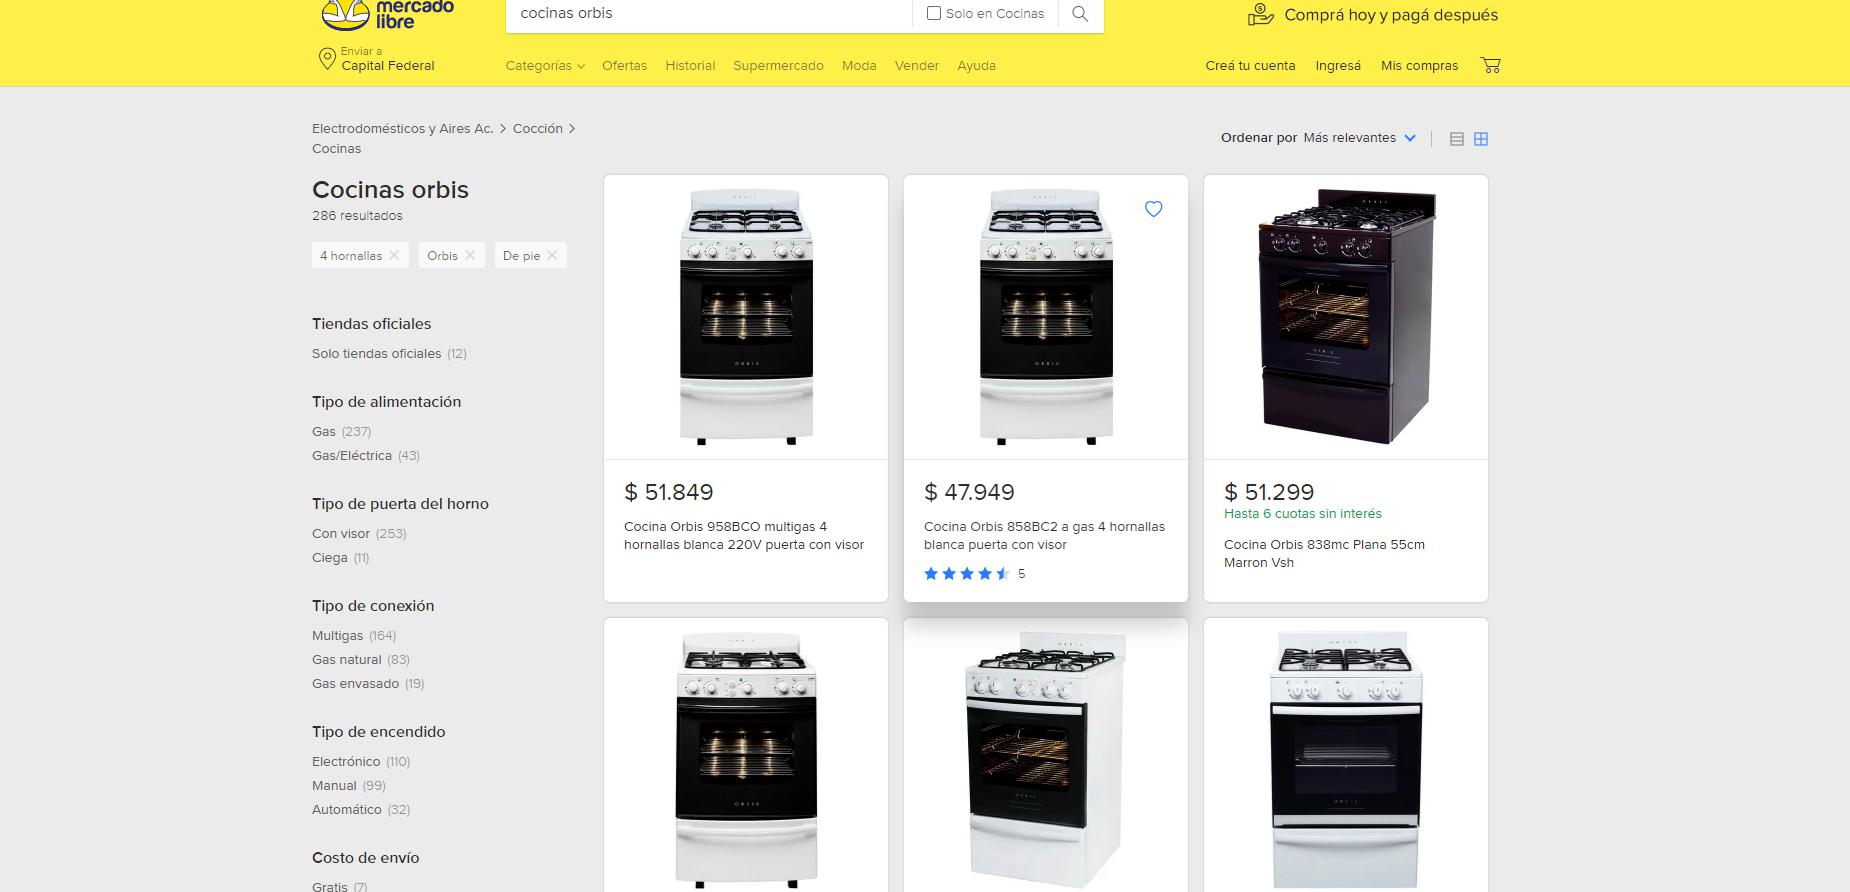 mercado
libre
cocinas orbis
Solo en Cocinas
Comprá hoy y pagá después
Enviar a
Capital Federal
Categorías
Ofertas
Historial
Supermercado
Moda
Vender
Ayuda
Creá tu cuenta
Ingresá
Mis compras
Electrodomésticos y Aires Ac. > Cocción >
Cocinas
Ordenar por Más relevantes
Cocinas orbis
286 resultados
4 hornallas
Orbis
De pie
Tiendas oficiales
Solo tiendas oficiales (12)
Tipo de alimentación
Gas (237)
Gas/Eléctrica (43)
Tipo de puerta del horno
Con visor (253)
Ciega (11)
Tipo de conexión
Multigas (164)
Gas natural (83)
Gas envasado (19)
Tipo de encendido
Electrónico (110)
Manual (99)
Automático (32)
Costo de envío
Gratis (7)
ORBIS
$ 51.849
Cocina Orbis 958BCO multigas 4
hornallas blanca 220V puerta con visor
ORBIS
$ 47.949
Cocina Orbis 858BC2 a gas 4 hornallas
blanca puerta con visor
5
$ 51.299
Hasta 6 cuotas sin interés
Cocina Orbis 838mc Plana 55cm
Marron Vsh
ORBIS